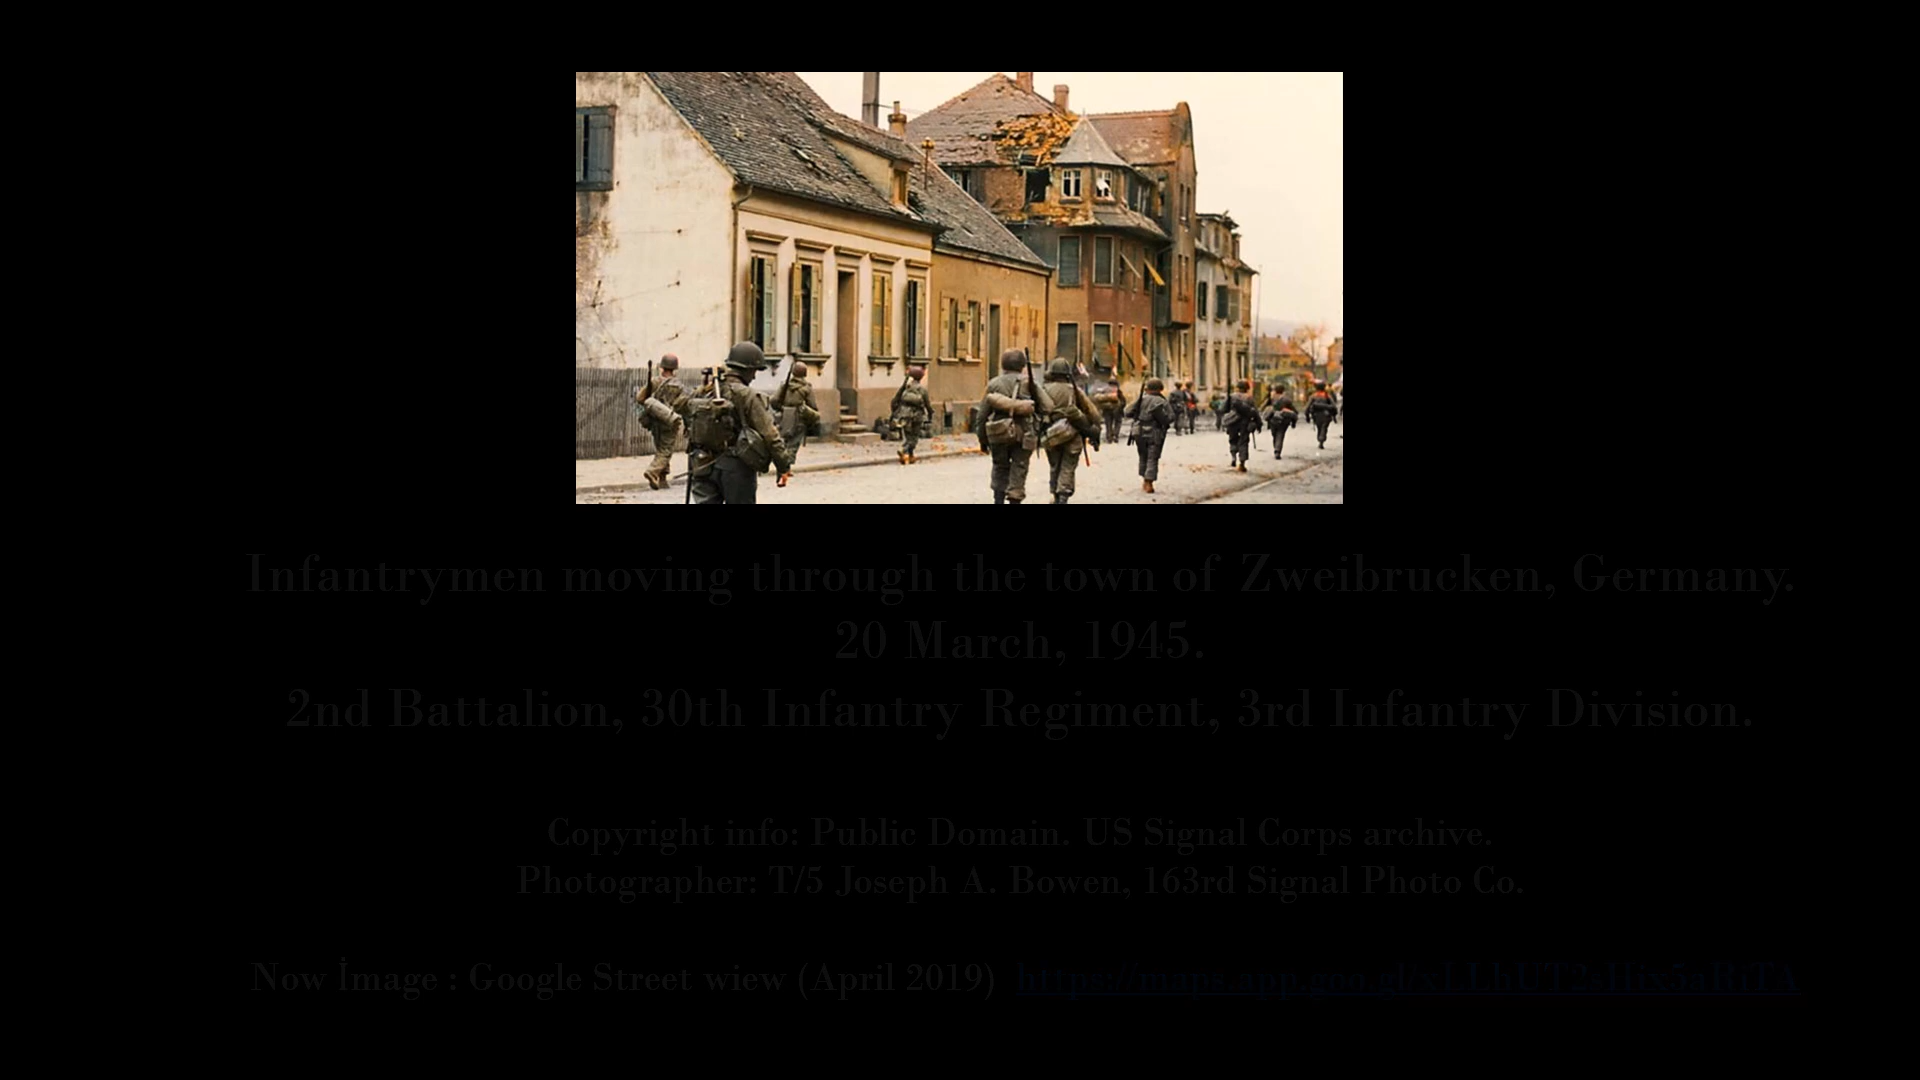 Infantrymen moving through the town of Zweibrucken, Germany.
20 March, 1945.
2nd Battalion, 30th Infantry Regiment, 3rd Infantry Division.
Copyright info: Public Domain. US Signal Corps archive.
Photographer: T/5 Joseph A. Bowen, 163rd Signal Photo Co.
Now İmage : Google Street wiew (April 2019)